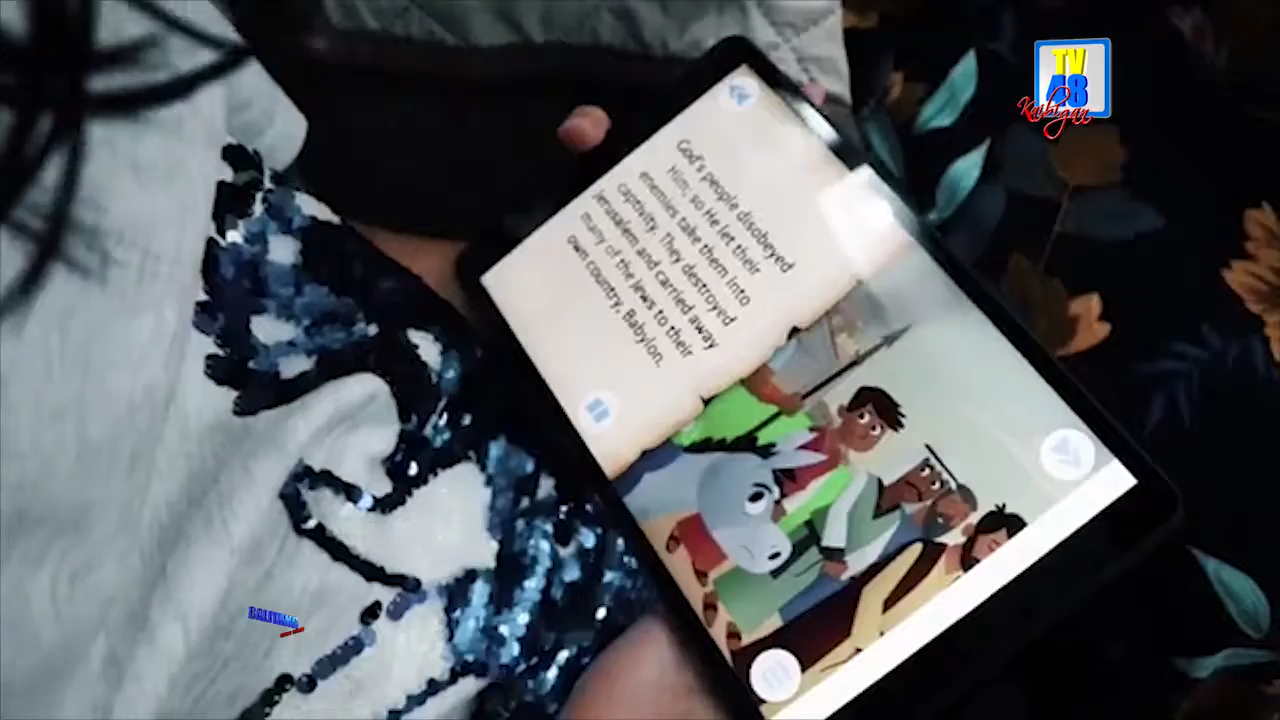 God's people disobeyed
Him, so He let their
enemies take them into
captivity. They destroyed
Jerusalem and carried away
many of the Jews to their
own country, Babylon.
TV
48
Kaibigan